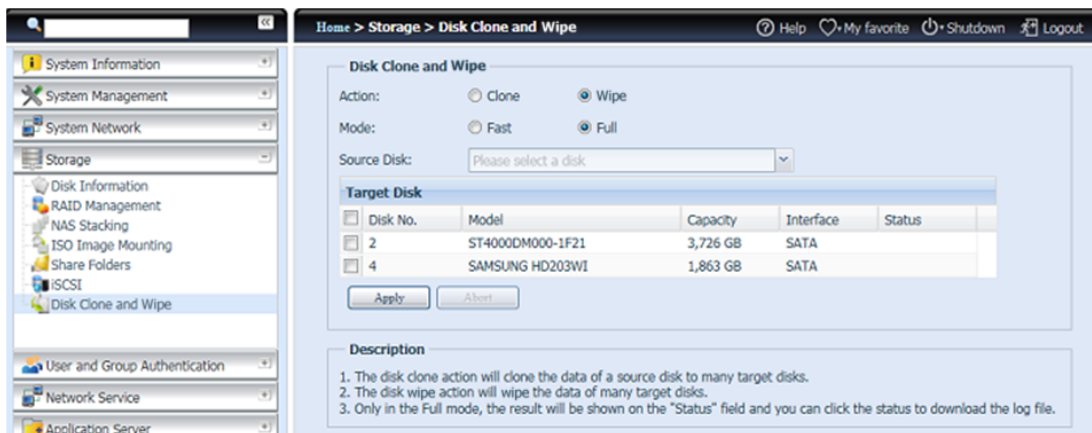 Home > Storage > Disk Clone and Wipe
Help My favorite Shutdown Logout
System Information
System Management
System Network
Storage
Disk Information
RAID Management
NAS Stacking
ISO Image Mounting
Share Folders
iSCSI
Disk Clone and Wipe
User and Group Authentication
Network Service
Application Server
Disk Clone and Wipe
Action: Clone Wipe
Mode: Fast Full
Source Disk: Please select a disk
Target Disk
Disk No. Model Capacity Interface Status
2 ST4000DM000-1F21 3,726 GB SATA
4 SAMSUNG HD203WI 1,863 GB SATA
Apply Abort
Description
1. The disk clone action will clone the data of a source disk to many target disks.
2. The disk wipe action will wipe the data of many target disks.
3. Only in the Full mode, the result will be shown on the "Status" field and you can click the status to download the log file.